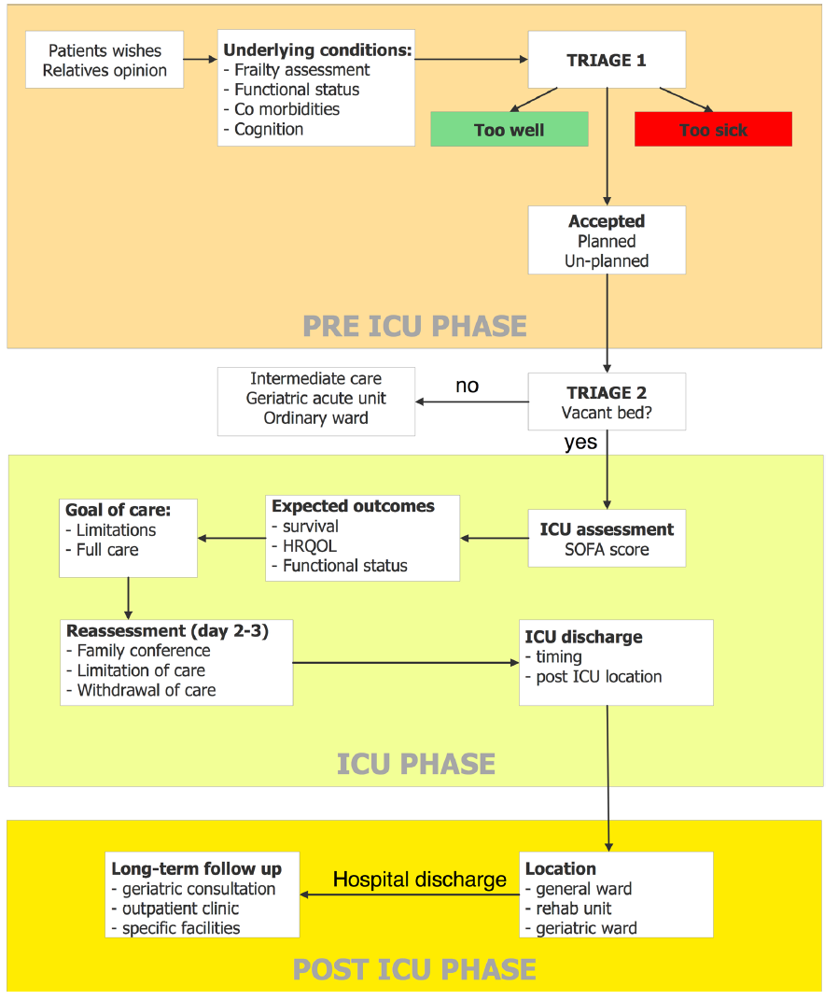 Patients wishes
Relatives opinion
Underlying conditions:
- Frailty assessment
- Functional status
- Co morbidities
- Cognition
TRIAGE 1
Too well
Too sick
Accepted
Planned
Un-planned
PRE ICU PHASE
TRIAGE 2
Vacant bed?
no
Intermediate care
Geriatric acute unit
Ordinary ward
yes
ICU assessment
SOFA score
Expected outcomes
- survival
- HRQOL
- Functional status
Goal of care:
- Limitations
- Full care
Reassessment (day 2-3)
- Family conference
- Limitation of care
- Withdrawal of care
ICU discharge
- timing
- post ICU location
ICU PHASE
Location
- general ward
- rehab unit
- geriatric ward
Hospital discharge
Long-term follow up
- geriatric consultation
- outpatient clinic
- specific facilities
POST ICU PHASE